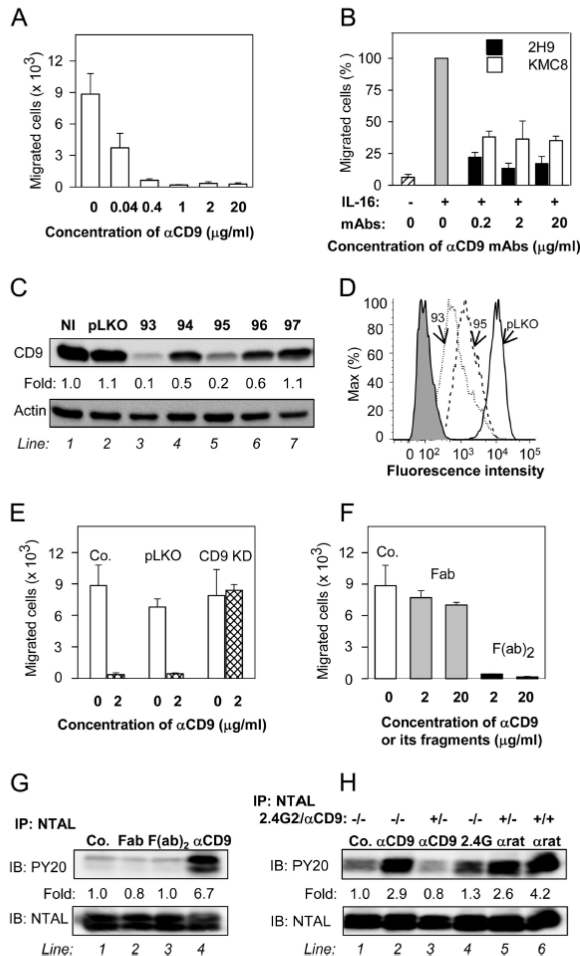 A
Migrated cells (x 10³)
12
9
6
3
0
0 0.04 0.4 1 2 20
Concentration of αCD9 (μg/ml)
B
Migrated cells (%)
100
75
50
25
0
2H9
KMC8
IL-16: - + + + +
mAbs: 0 0 0.2 2 20
Concentration of αCD9 mAbs (μg/ml)
C
NI pLKO 93 94 95 96 97
CD9
Fold: 1.0 1.1 0.1 0.5 0.2 0.6 1.1
Actin
Line: 1 2 3 4 5 6 7
D
Max (%)
100
80
60
40
20
0
93 95 pLKO
0 10² 10³ 10⁴ 10⁵
Fluorescence intensity
E
Migrated cells (x 10³)
12
9
6
3
0
Co. pLKO CD9 KD
0 2 0 2 0 2
Concentration of αCD9 (μg/ml)
F
Migrated cells (x 10³)
12
9
6
3
0
Co.
Fab
F(ab)₂
0 2 20 2 20
Concentration of αCD9
or its fragments (μg/ml)
G
IP: NTAL
Co. Fab F(ab)₂ αCD9
IB: PY20
Fold: 1.0 0.8 1.0 6.7
IB: NTAL
Line: 1 2 3 4
H
IP: NTAL
2.4G2/αCD9: -/- -/- +/- -/- +/- +/+
Co. αCD9 αCD9 2.4G αrat αrat
IB: PY20
Fold: 1.0 2.9 0.8 1.3 2.6 4.2
IB: NTAL
Line: 1 2 3 4 5 6